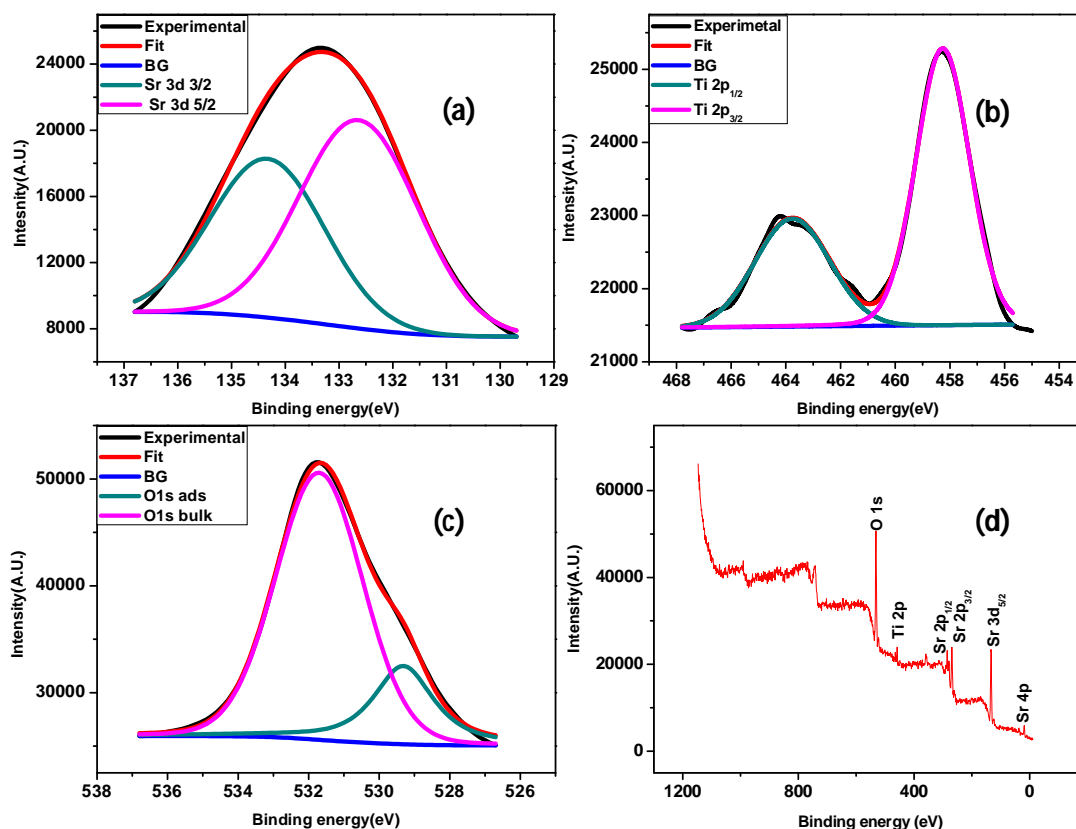 Experimental
Fit
BG
Sr 3d 3/2
Sr 3d 5/2
(a)
24000
20000
16000
12000
8000
Intesnity(A.U.)
137 136 135 134 133 132 131 130 129
Binding energy(eV)
Experimetal
Fit
BG
Ti 2p1/2
Ti 2p3/2
(b)
25000
24000
23000
22000
21000
Intensity(A.U.)
468 466 464 462 460 458 456 454
Binding energy(eV)
Experimental
Fit
BG
O1s ads
O1s bulk
(c)
50000
40000
30000
Intensity(A.U.)
538 536 534 532 530 528 526
Binding energy(eV)
(d)
60000
40000
20000
0
Intensity(A.U.)
O 1s
Ti 2p
Sr 2p1/2
Sr 2p3/2
Sr 3d5/2
Sr 4p
1200 800 400 0
Binding energy (eV)